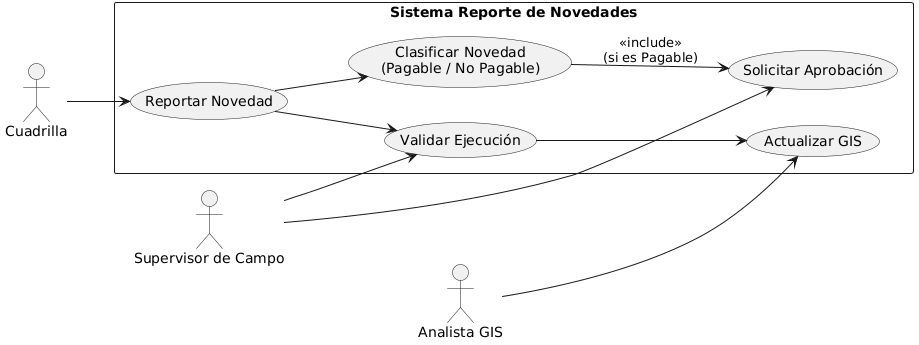 Sistema Reporte de Novedades
Cuadrilla
Reportar Novedad
Clasificar Novedad
(Pagable / No Pagable)
«include»
(si es Pagable)
Solicitar Aprobación
Validar Ejecución
Actualizar GIS
Supervisor de Campo
Analista GIS